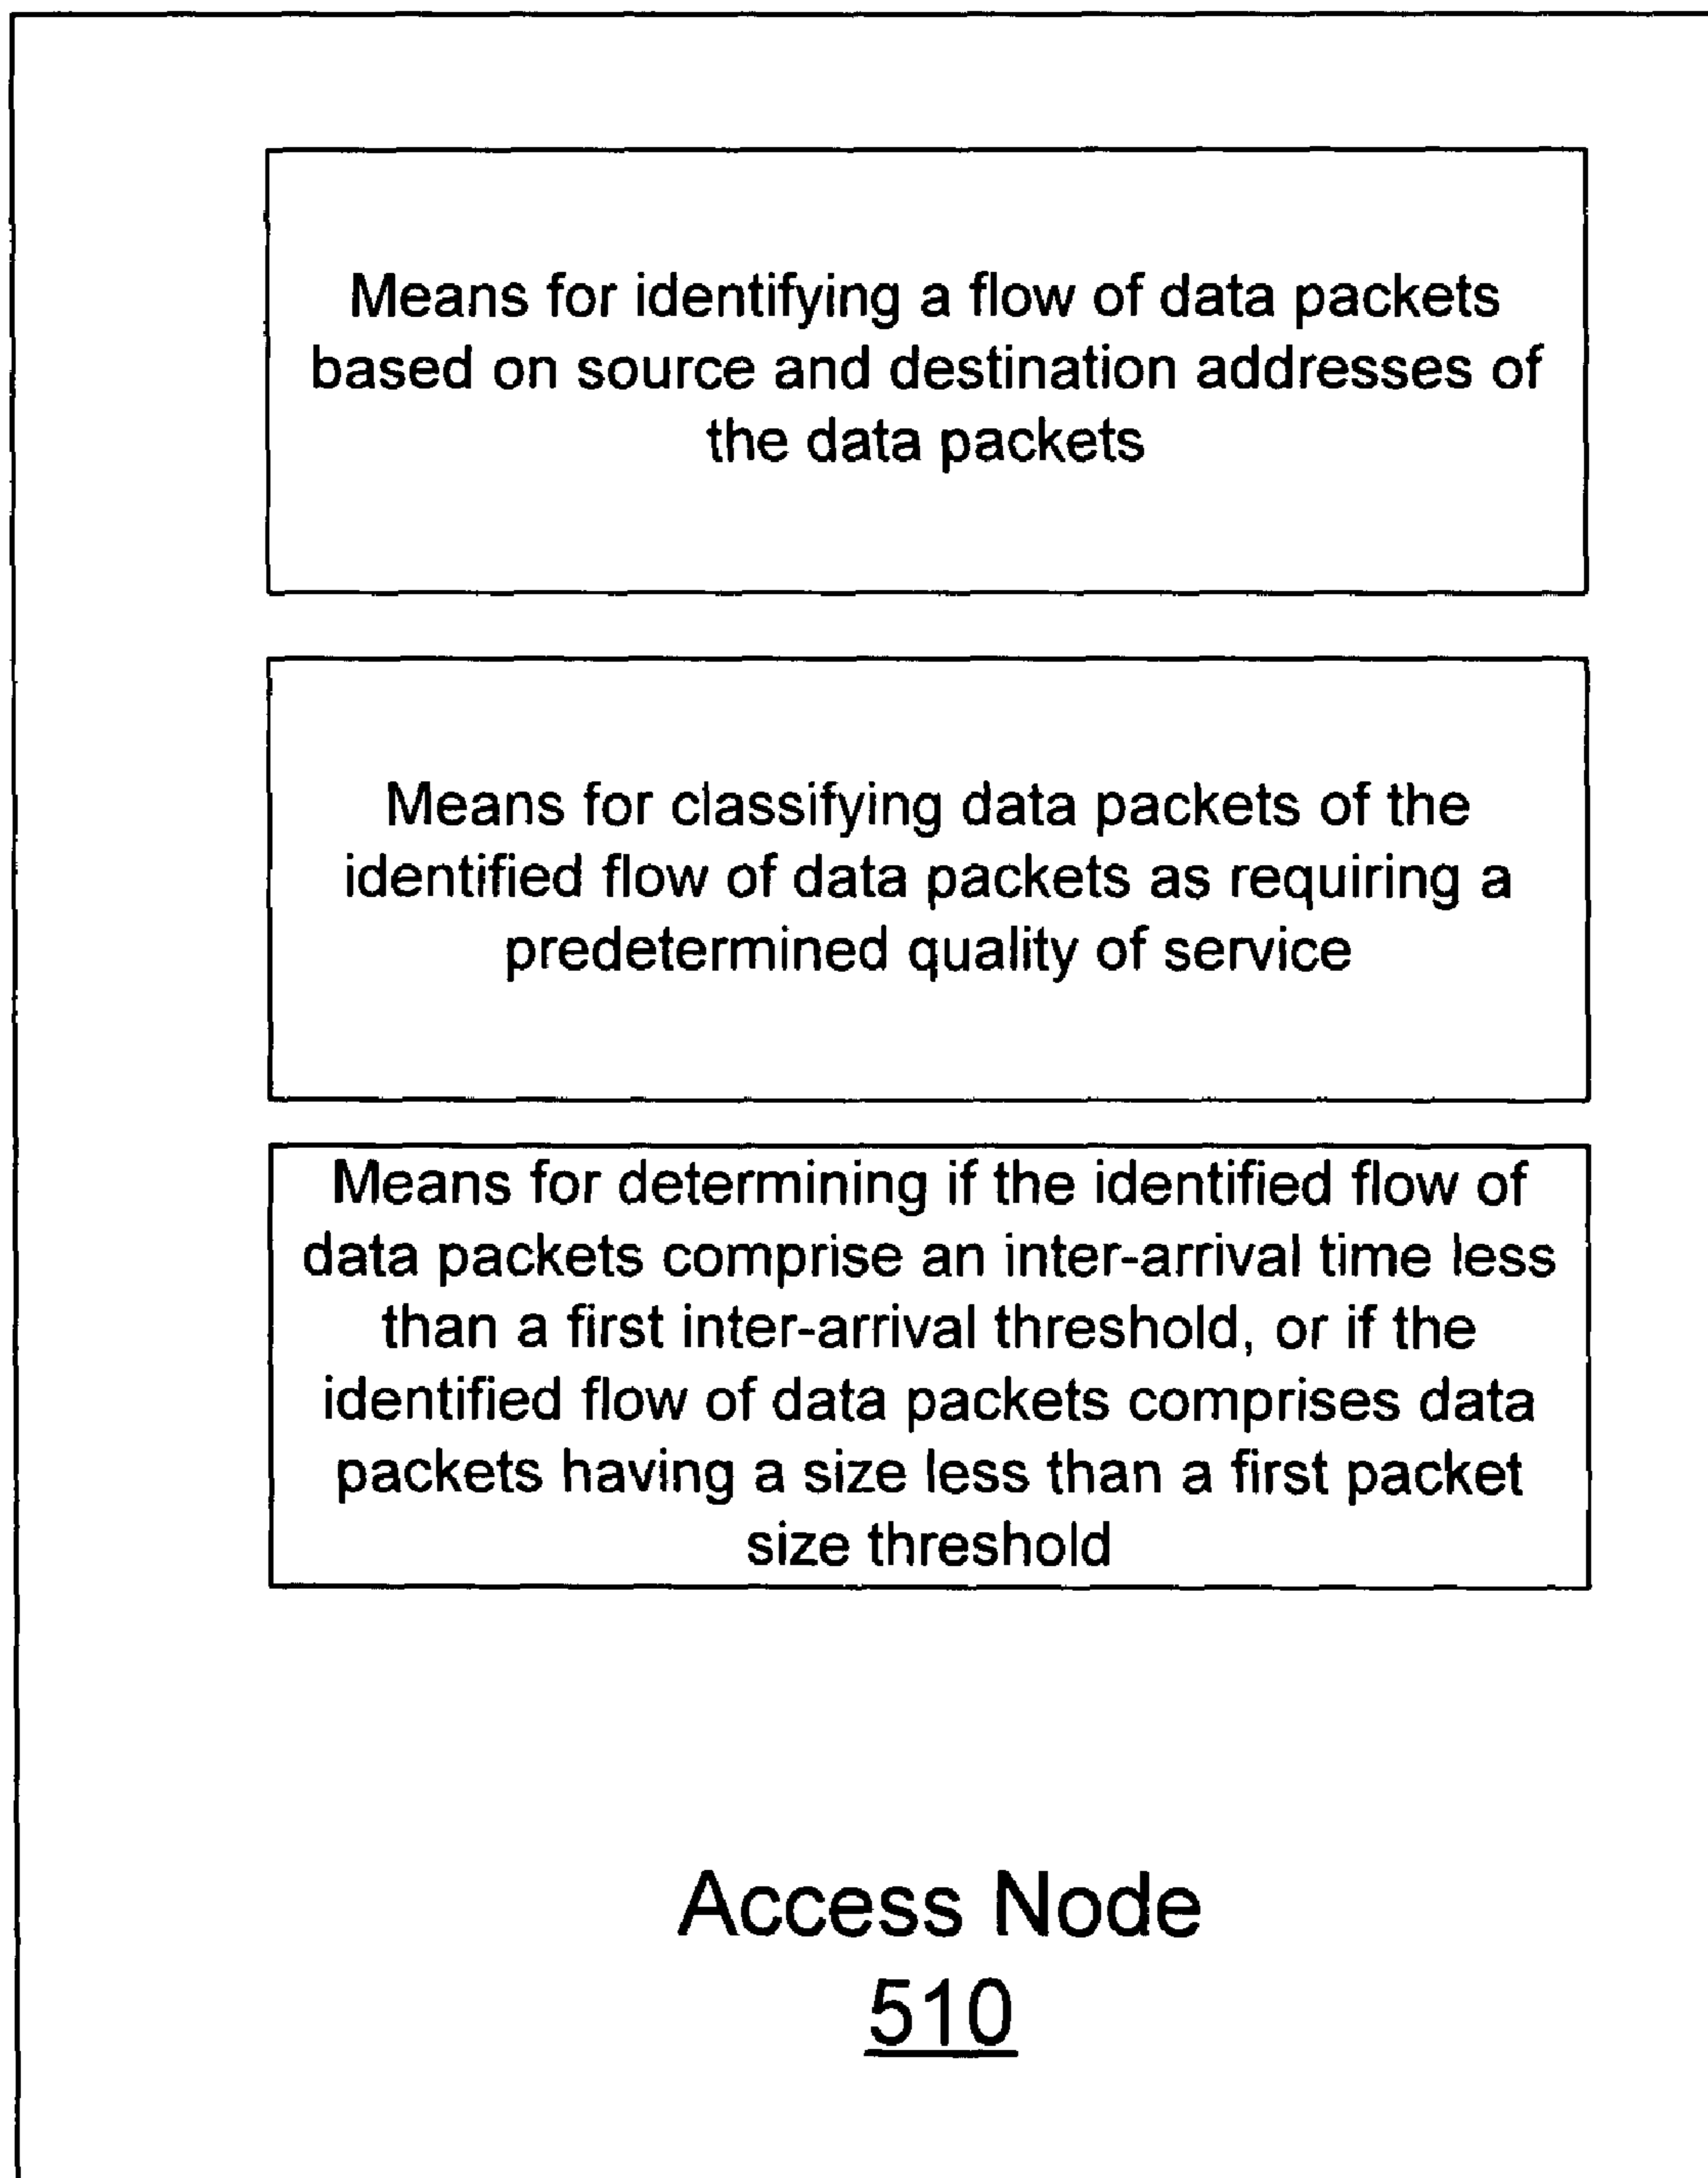 Means for identifying a flow of data packets
based on source and destination addresses of
the data packets
Means for classifying data packets of the
identified flow of data packets as requiring a
predetermined quality of service
Means for determining if the identified flow of
data packets comprise an inter-arrival time less
than a first inter-arrival threshold, or if the
identified flow of data packets comprises data
packets having a size less than a first packet
size threshold
Access Node
510